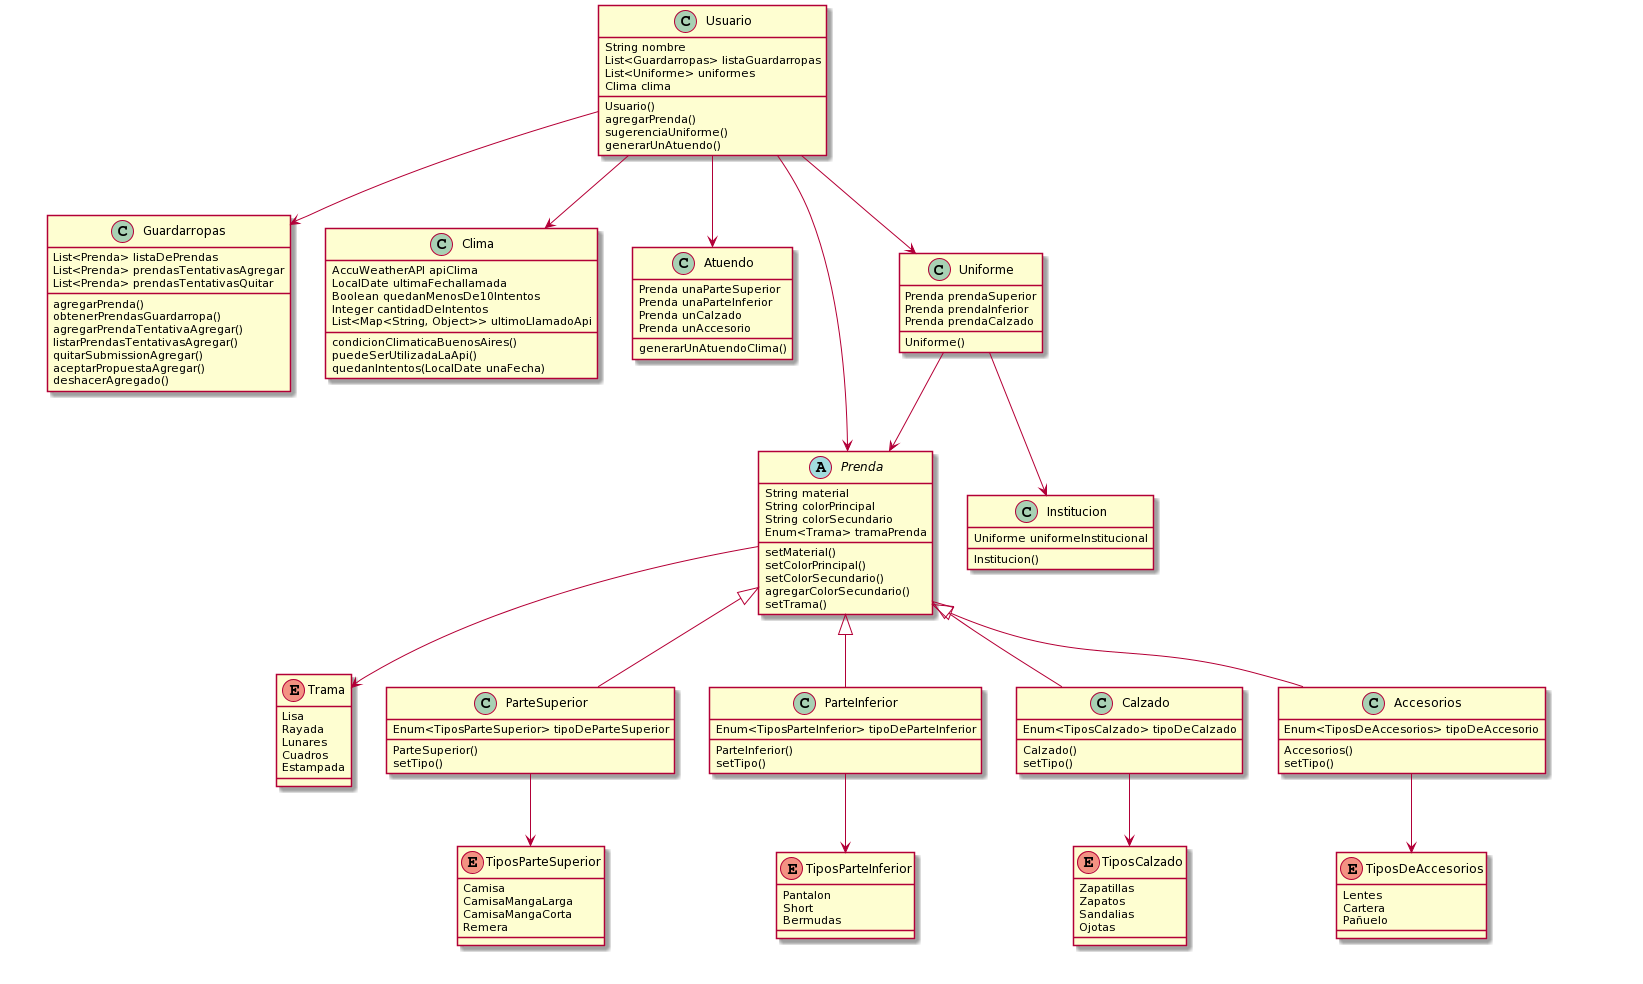 C Usuario
String nombre
List<Guardarropas> listaGuardarropas
List<Uniforme> uniformes
Clima clima
Usuario()
agregarPrenda()
sugerenciaUniforme()
generarUnAtuendo()
C Guardarropas
List<Prenda> listaDePrendas
List<Prenda> prendasTentativasAgregar
List<Prenda> prendasTentativasQuitar
agregarPrenda()
obtenerPrendasGuardarropa()
agregarPrendaTentativaAgregar()
listarPrendasTentativasAgregar()
quitarSubmissionAgregar()
aceptarPropuestaAgregar()
deshacerAgregado()
C Clima
AccuWeatherAPI apiClima
LocalDate ultimaFechallamada
Boolean quedanMenosDe10Intentos
Integer cantidadDeIntentos
List<Map<String, Object>> ultimoLlamadoApi
condicionClimaticaBuenosAires()
puedeSerUtilizadaLaApi()
quedanIntentos(LocalDate unaFecha)
C Atuendo
Prenda unaParteSuperior
Prenda unaParteInferior
Prenda unCalzado
Prenda unAccesorio
generarUnAtuendoClima()
C Uniforme
Prenda prendaSuperior
Prenda prendaInferior
Prenda prendaCalzado
Uniforme()
A Prenda
String material
String colorPrincipal
String colorSecundario
Enum<Trama> tramaPrenda
setMaterial()
setColorPrincipal()
setColorSecundario()
agregarColorSecundario()
setTrama()
C Institucion
Uniforme uniformeInstitucional
Institucion()
E Trama
Lisa
Rayada
Lunares
Cuadros
Estampada
C ParteSuperior
Enum<TiposParteSuperior> tipoDeParteSuperior
ParteSuperior()
setTipo()
C ParteInferior
Enum<TiposParteInferior> tipoDeParteInferior
ParteInferior()
setTipo()
C Calzado
Enum<TiposCalzado> tipoDeCalzado
Calzado()
setTipo()
C Accesorios
Enum<TiposDeAccesorios> tipoDeAccesorio
Accesorios()
setTipo()
E TiposParteSuperior
Camisa
CamisaMangaLarga
CamisaMangaCorta
Remera
E TiposParteInferior
Pantalon
Short
Bermudas
E TiposCalzado
Zapatillas
Zapatos
Sandalias
Ojotas
E TiposDeAccesorios
Lentes
Cartera
Pañuelo